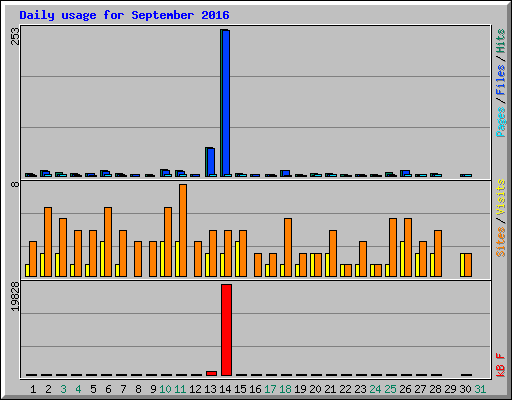 Daily usage for September 2016
253
Pages/Files/Hits
8
Sites/Visits
19828
kB F
1 2 3 4 5 6 7 8 9 10 11 12 13 14 15 16 17 18 19 20 21 22 23 24 25 26 27 28 29 30 31